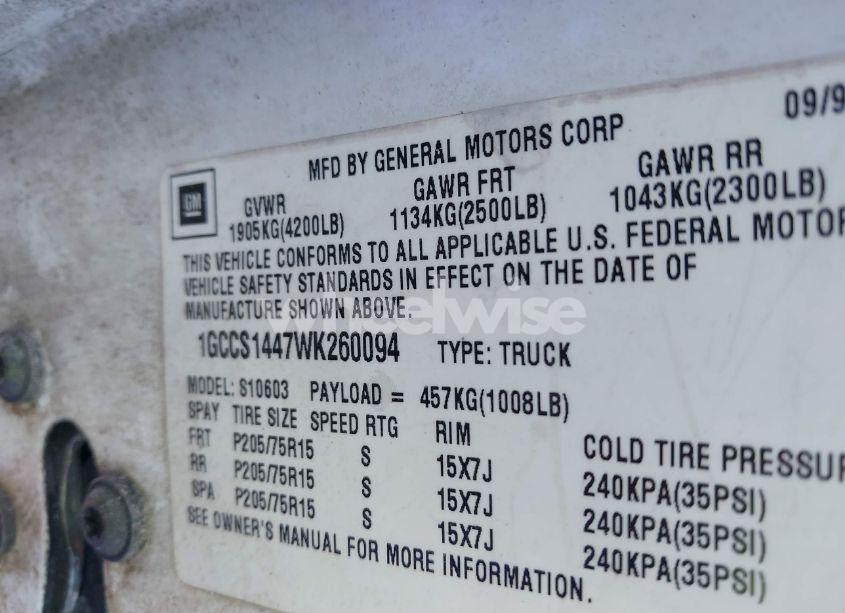 09/9
MFD BY GENERAL MOTORS CORP
GM
GVWR GAWR FRT GAWR RR
1905KG(4200LB) 1134KG(2500LB) 1043KG(2300LB)
THIS VEHICLE CONFORMS TO ALL APPLICABLE U.S. FEDERAL MOTOR
VEHICLE SAFETY STANDARDS IN EFFECT ON THE DATE OF
MANUFACTURE SHOWN ABOVE.
wheelwise
1GCCS1447WK260094 TYPE: TRUCK
MODEL: S10603 PAYLOAD = 457KG(1008LB)
SPAY TIRE SIZE SPEED RTG RIM COLD TIRE PRESSUR
FRT P205/75R15 S 15X7J 240KPA(35PSI)
RR P205/75R15 S 15X7J 240KPA(35PSI)
SPA P205/75R15 S 15X7J 240KPA(35PSI)
SEE OWNER'S MANUAL FOR MORE INFORMATION.